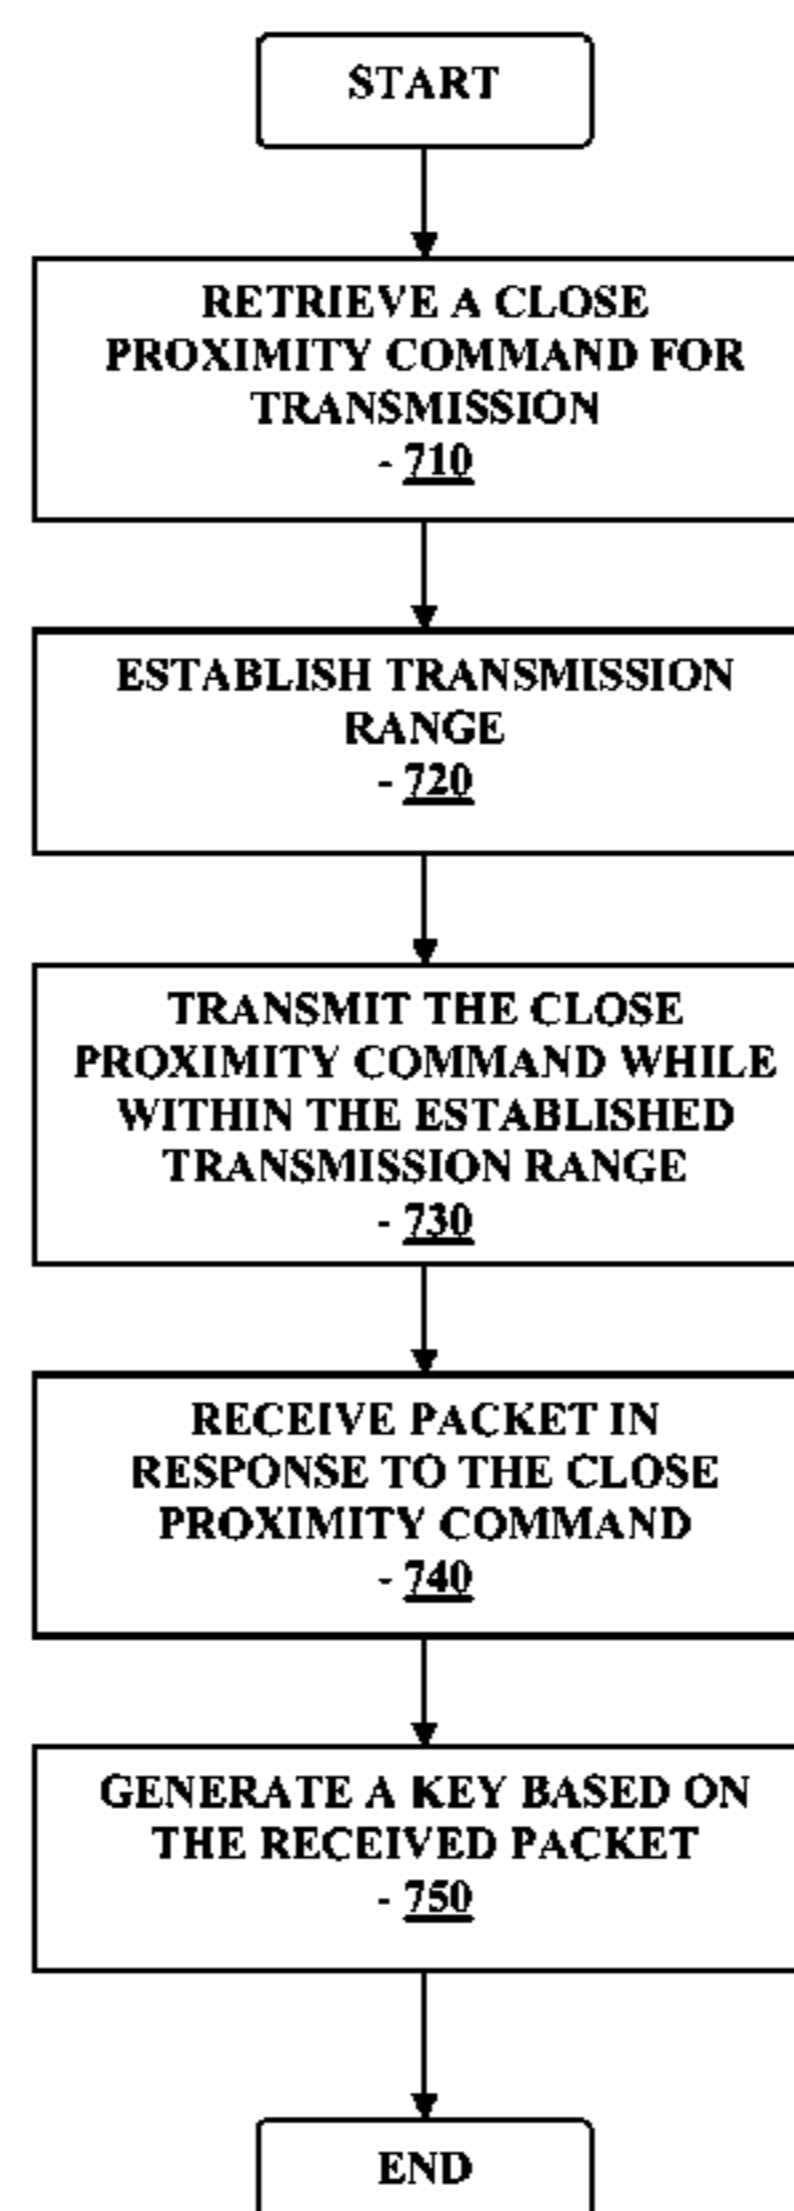 START
RETRIEVE A CLOSE
PROXIMITY COMMAND FOR
TRANSMISSION
- 710
ESTABLISH TRANSMISSION
RANGE
- 720
TRANSMIT THE CLOSE
PROXIMITY COMMAND WHILE
WITHIN THE ESTABLISHED
TRANSMISSION RANGE
- 730
RECEIVE PACKET IN
RESPONSE TO THE CLOSE
PROXIMITY COMMAND
- 740
GENERATE A KEY BASED ON
THE RECEIVED PACKET
- 750
END